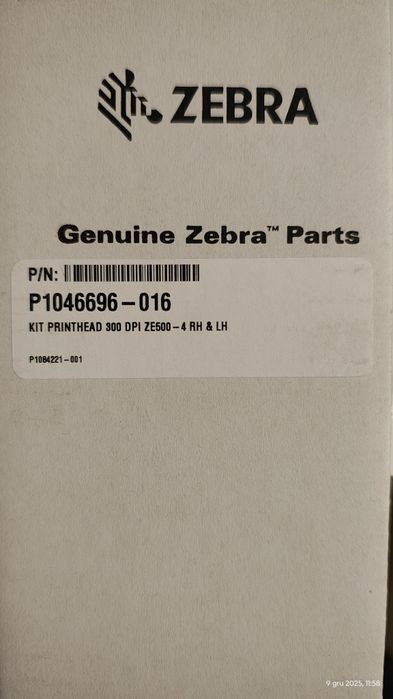 ZEBRA
Genuine Zebra™ Parts
P/N:
P1046696-016
KIT PRINTHEAD 300 DPI ZE500-4 RH & LH
P1084221-001
9 gru 2025, 11:58